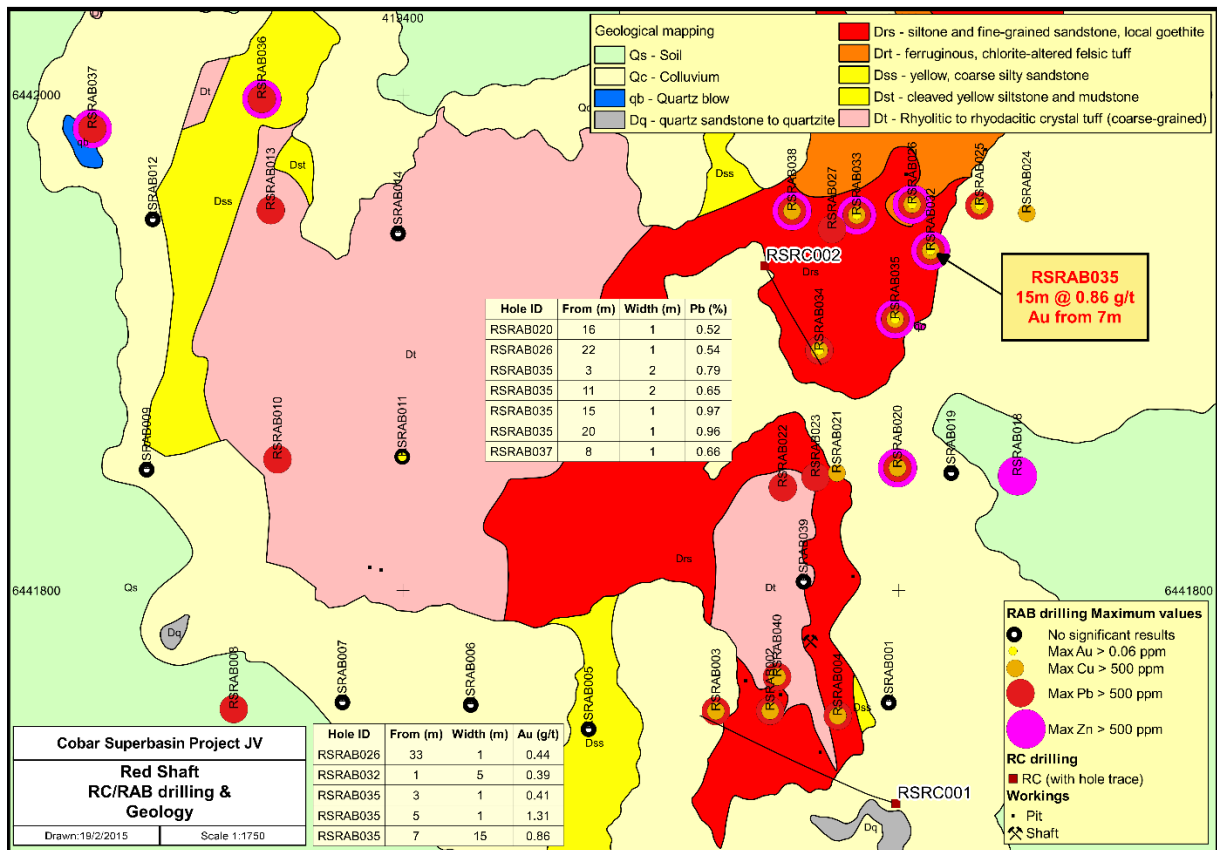 419400
Geological mapping
Qs - Soil
Qc - Colluvium
qb - Quartz blow
Dq - quartz sandstone to quartzite
Drs - siltone and fine-grained sandstone, local goethite
Drt - ferruginous, chlorite-altered felsic tuff
Dss - yellow, coarse silty sandstone
Dst - cleaved yellow siltstone and mudstone
Dt - Rhyolitic to rhyodacitic crystal tuff (coarse-grained)
6442000
RSRAB037
RSRAB036
Dt
qb
RSRAB012
RSRAB013
Dst
Dss
SRAB014
Dss
RSRAB038
RSRAB027
RSRAB033
RSRAB026
RSRAB032
RSRAB025
RSRAB024
RSRC002
Drs
RSRAB035
RSRAB034
qb
RSRAB035
15m @ 0.86 g/t
Au from 7m
Hole ID From (m) Width (m) Pb (%)
RSRAB020 16 1 0.52
RSRAB026 22 1 0.54
RSRAB035 3 2 0.79
RSRAB035 11 2 0.65
RSRAB035 15 1 0.97
RSRAB035 20 1 0.96
RSRAB037 8 1 0.66
Dt
RSRAB009
RSRAB010
RSRAB011
RSRAB022
RSRAB023
RSRAB021
RSRAB020
RSRAB019
RSRAB018
Drs
SRAB039
Dt
6441800
6441800
Qs
Dq
RSRAB008
RSRAB007
RSRAB006
RSRAB005
Dss
RSRAB003
RSRAB002
RSRAB040
RSRAB004
Dss
RSRAB001
RSRC001
Dq
RAB drilling Maximum values
No significant results
Max Au > 0.06 ppm
Max Cu > 500 ppm
Max Pb > 500 ppm
Max Zn > 500 ppm
RC drilling
RC (with hole trace)
Workings
Pit
Shaft
Hole ID From (m) Width (m) Au (g/t)
RSRAB026 33 1 0.44
RSRAB032 1 5 0.39
RSRAB035 3 1 0.41
RSRAB035 5 1 1.31
RSRAB035 7 15 0.86
Cobar Superbasin Project JV
Red Shaft
RC/RAB drilling &
Geology
Drawn:19/2/2015 Scale 1:1750